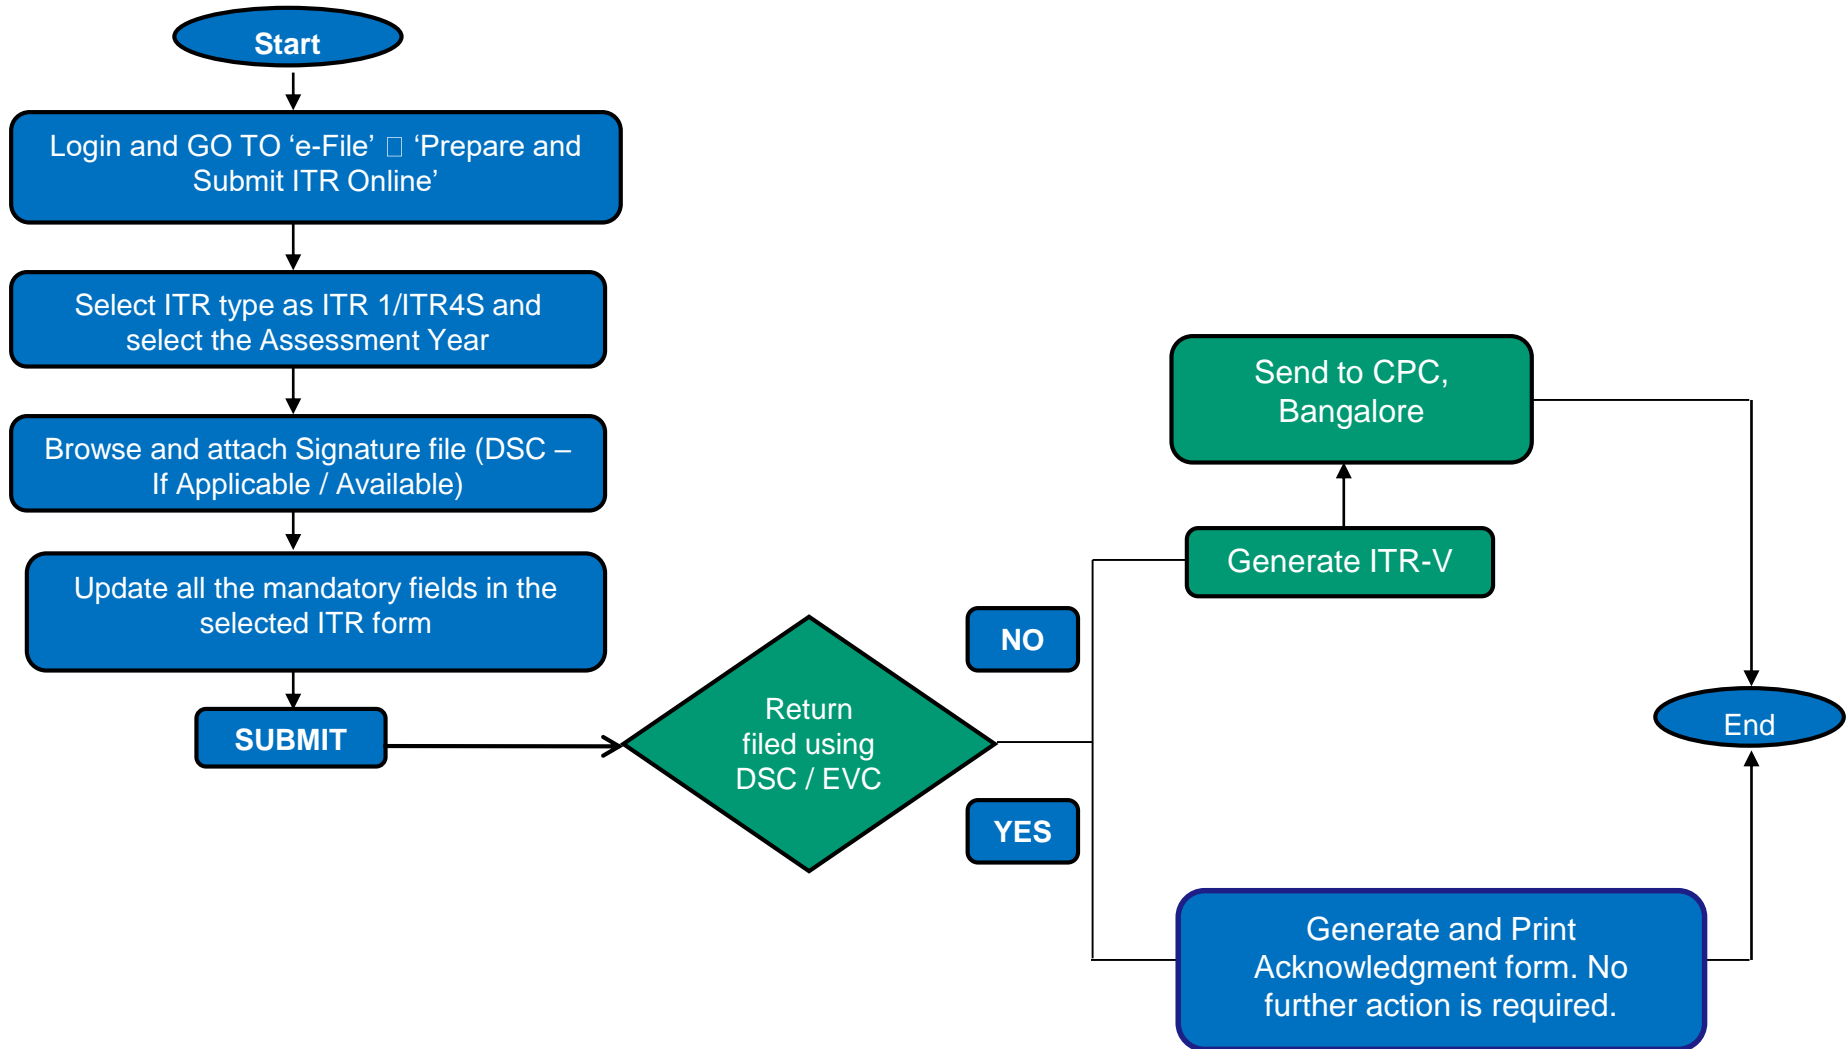 Start
Login and GO TO ‘e-File’ □ ‘Prepare and
Submit ITR Online’
Select ITR type as ITR 1/ITR4S and
select the Assessment Year
Browse and attach Signature file (DSC –
If Applicable / Available)
Update all the mandatory fields in the
selected ITR form
SUBMIT
Return
filed using
DSC / EVC
NO
YES
Generate ITR-V
Send to CPC,
Bangalore
Generate and Print
Acknowledgment form. No
further action is required.
End